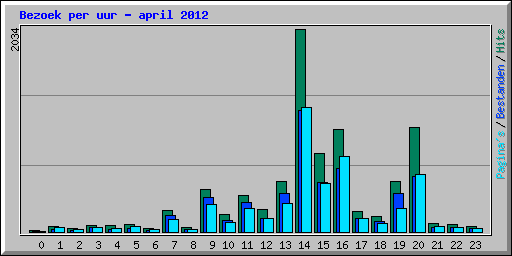 Bezoek per uur - april 2012
2034
Pagina's / Bestanden / Hits
0 1 2 3 4 5 6 7 8 9 10 11 12 13 14 15 16 17 18 19 20 21 22 23